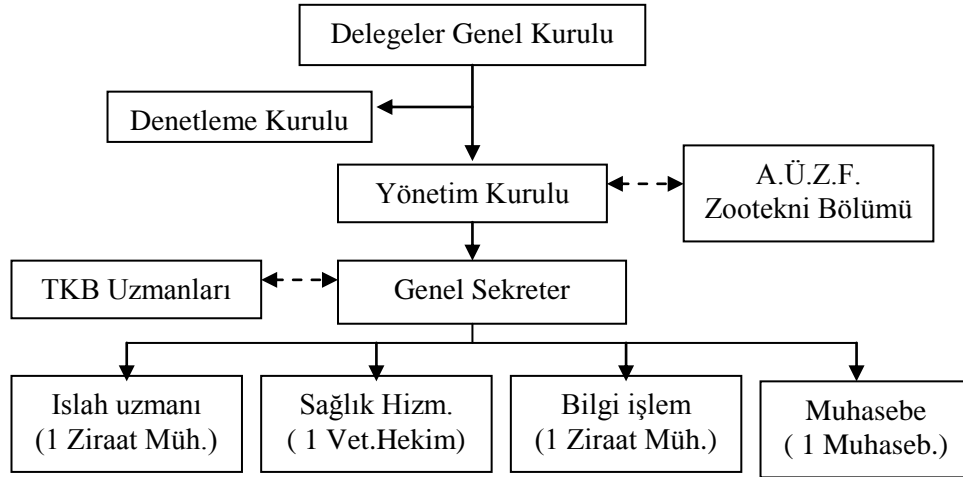 Delegeler Genel Kurulu
Denetleme Kurulu
Yönetim Kurulu
A.Ü.Z.F.
Zootekni Bölümü
TKB Uzmanları
Genel Sekreter
Islah uzmanı
(1 Ziraat Müh.)
Sağlık Hizm.
( 1 Vet.Hekim)
Bilgi işlem
(1 Ziraat Müh.)
Muhasebe
( 1 Muhaseb.)